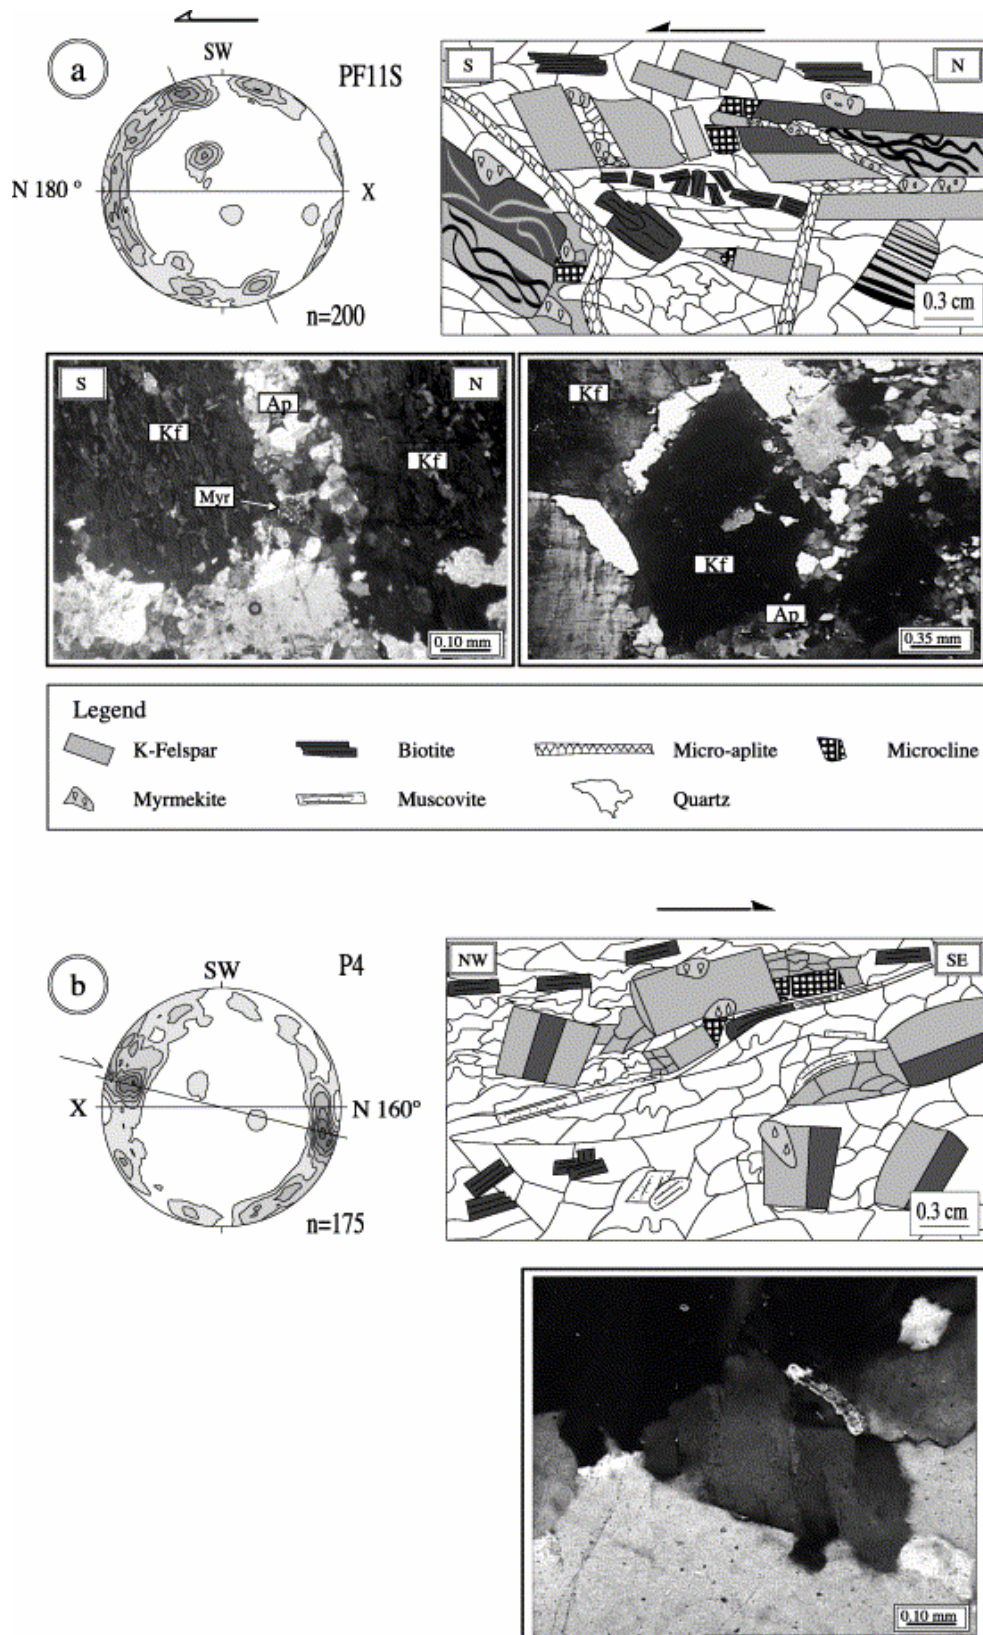 a
SW
PF11S
N 180 °
X
n=200
S
N
0.3 cm
S
N
Ap
Kf
Kf
Myr
0.10 mm
Kf
Kf
Ap
0.35 mm
Legend
K-Felspar
Biotite
Micro-aplite
Microcline
Myrmekite
Muscovite
Quartz
b
SW
P4
X
N 160°
n=175
NW
SE
0.3 cm
0.10 mm